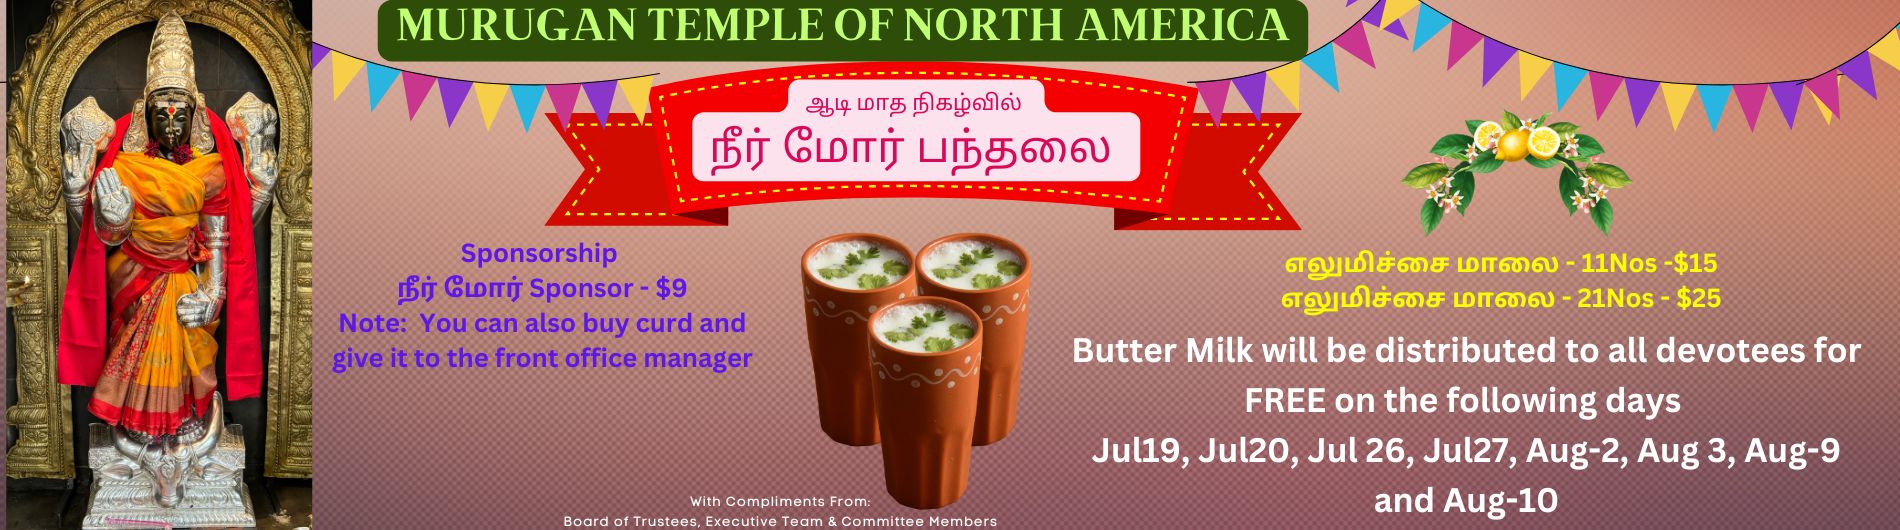 MURUGAN TEMPLE OF NORTH AMERICA
ஆடி மாத நிகழ்வில்
நீர் மோர் பந்தலை
Sponsorship
நீர் மோர் Sponsor - $9
Note: You can also buy curd and
give it to the front office manager
எலுமிச்சை மாலை - 11Nos -$15
எலுமிச்சை மாலை - 21Nos - $25
Butter Milk will be distributed to all devotees for
FREE on the following days
Jul19, Jul20, Jul 26, Jul27, Aug-2, Aug 3, Aug-9
and Aug-10
With Compliments From:
Board of Trustees, Executive Team & Committee Members